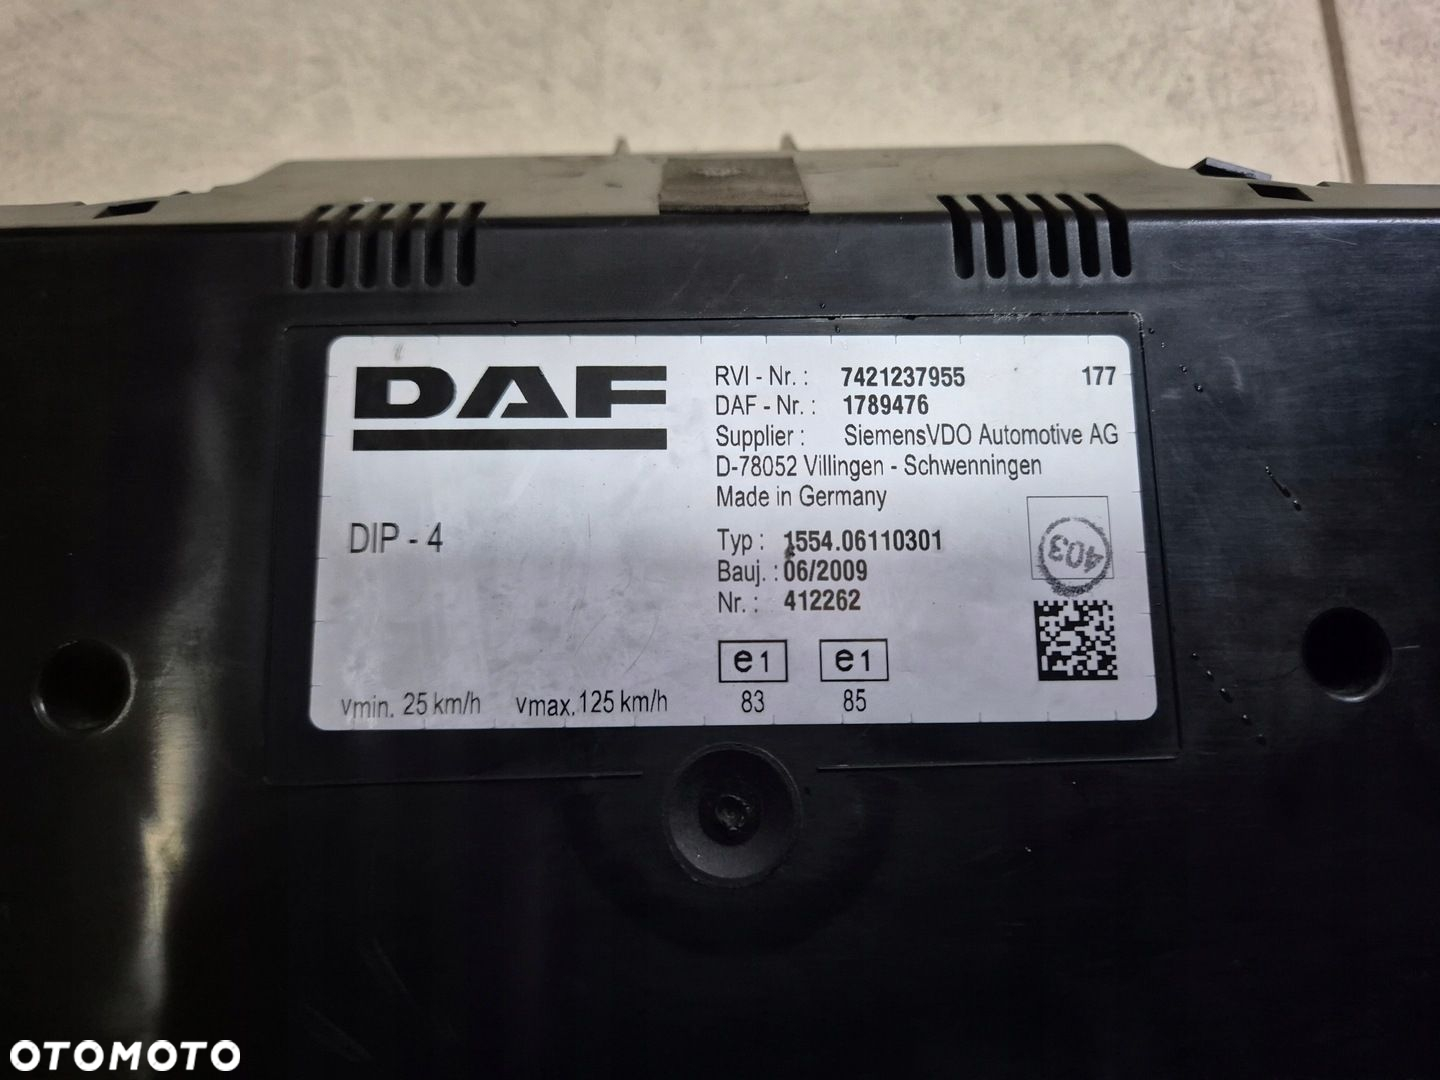 DAF
RVI - Nr. : 7421237955 177
DAF - Nr. : 1789476
Supplier : SiemensVDO Automotive AG
D-78052 Villingen - Schwenningen
Made in Germany
DIP - 4
Typ : 1554.06110301
Bauj. : 06/2009
Nr. : 412262
403
e1 e1
83 85
Vmin. 25 km/h Vmax. 125 km/h
OTOMOTO